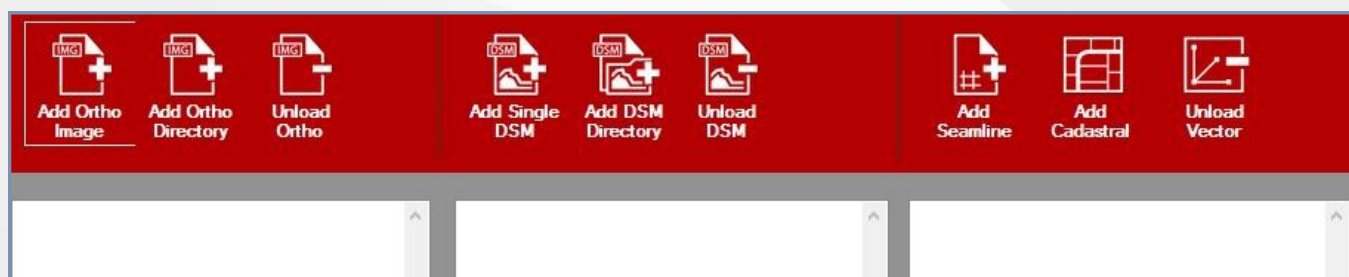 IMG
Add Ortho
Image
IMG
Add Ortho
Directory
IMG
Unload
Ortho
DSM
Add Single
DSM
DSM
Add DSM
Directory
DSM
Unload
DSM
Add
Seamline
Add
Cadastral
Unload
Vector